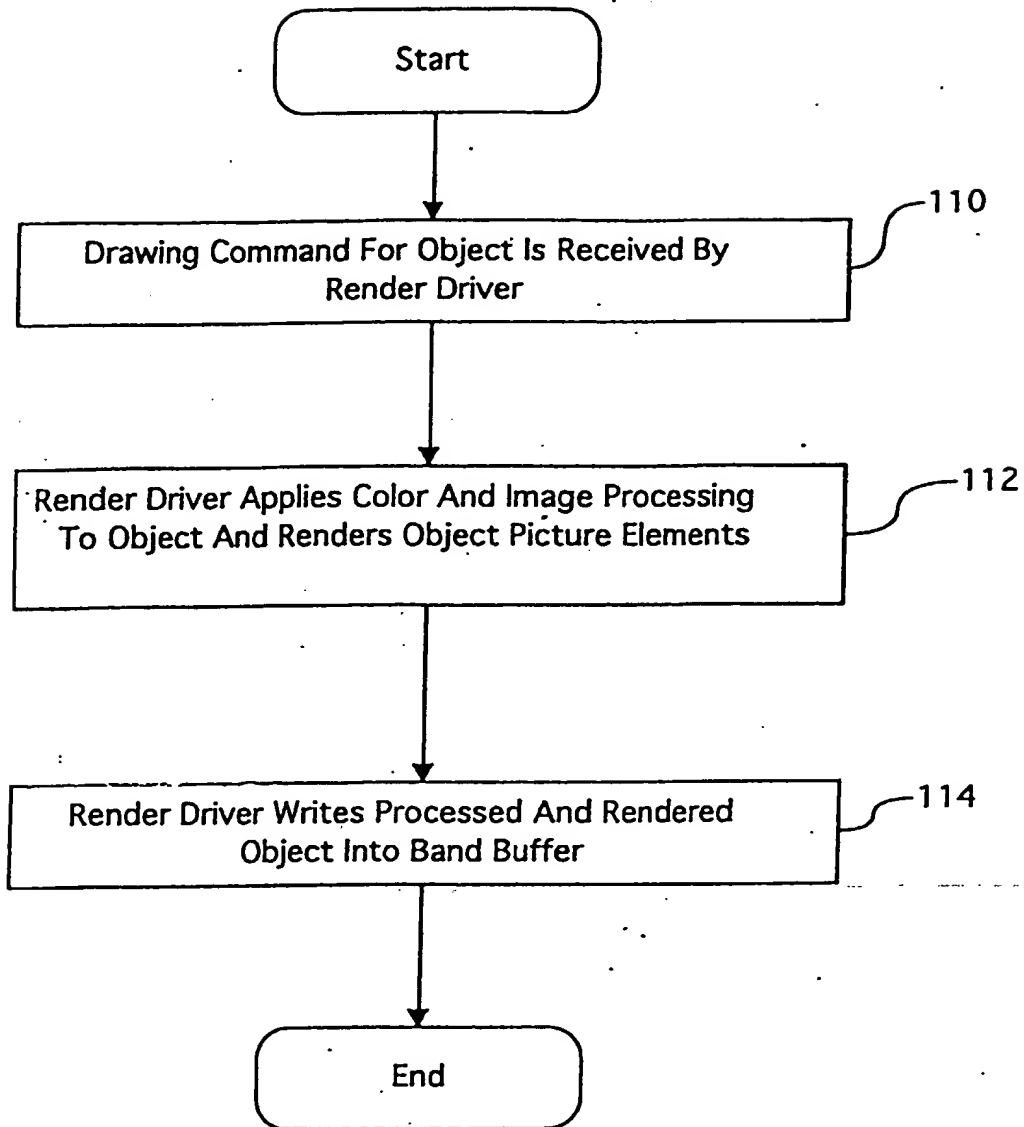 Start
110
Drawing Command For Object Is Received By
Render Driver
112
Render Driver Applies Color And Image Processing
To Object And Renders Object Picture Elements
114
Render Driver Writes Processed And Rendered
Object Into Band Buffer
End